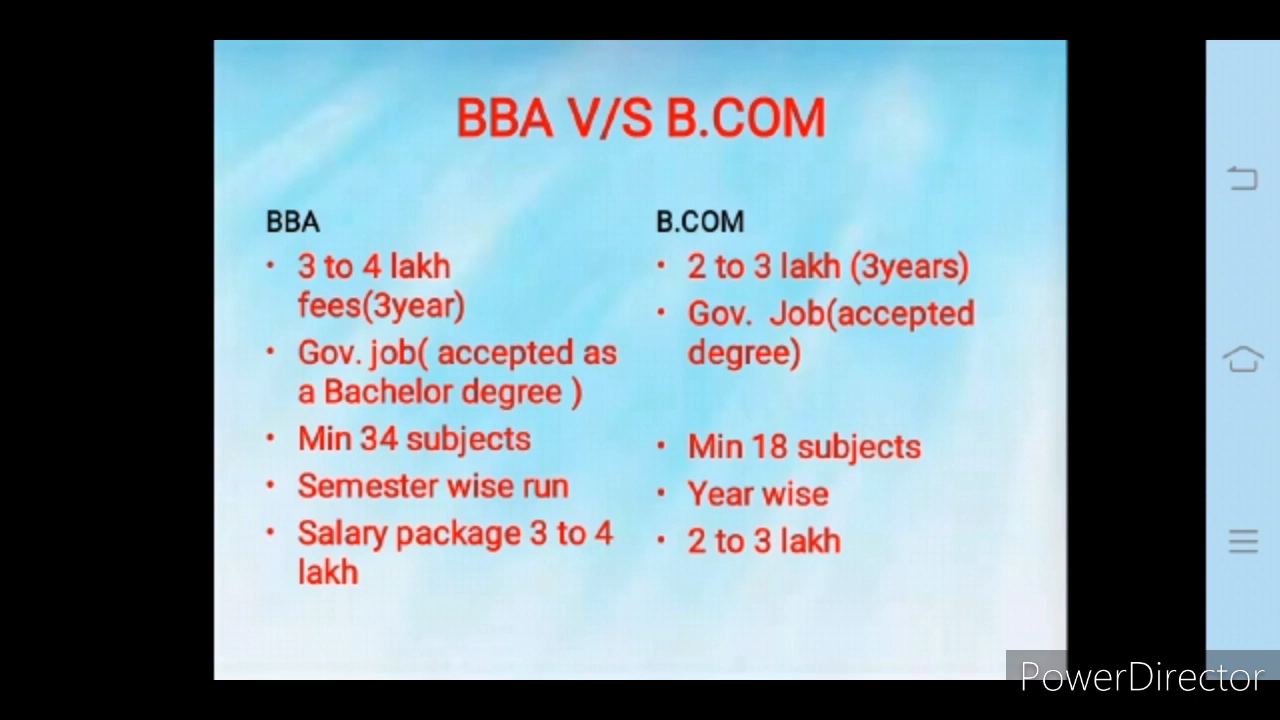 BBA V/S B.COM
BBA
• 3 to 4 lakh
fees(3year)
• Gov. job( accepted as
a Bachelor degree )
• Min 34 subjects
• Semester wise run
• Salary package 3 to 4
lakh
B.COM
• 2 to 3 lakh (3years)
• Gov. Job(accepted
degree)
• Min 18 subjects
• Year wise
• 2 to 3 lakh
PowerDirector